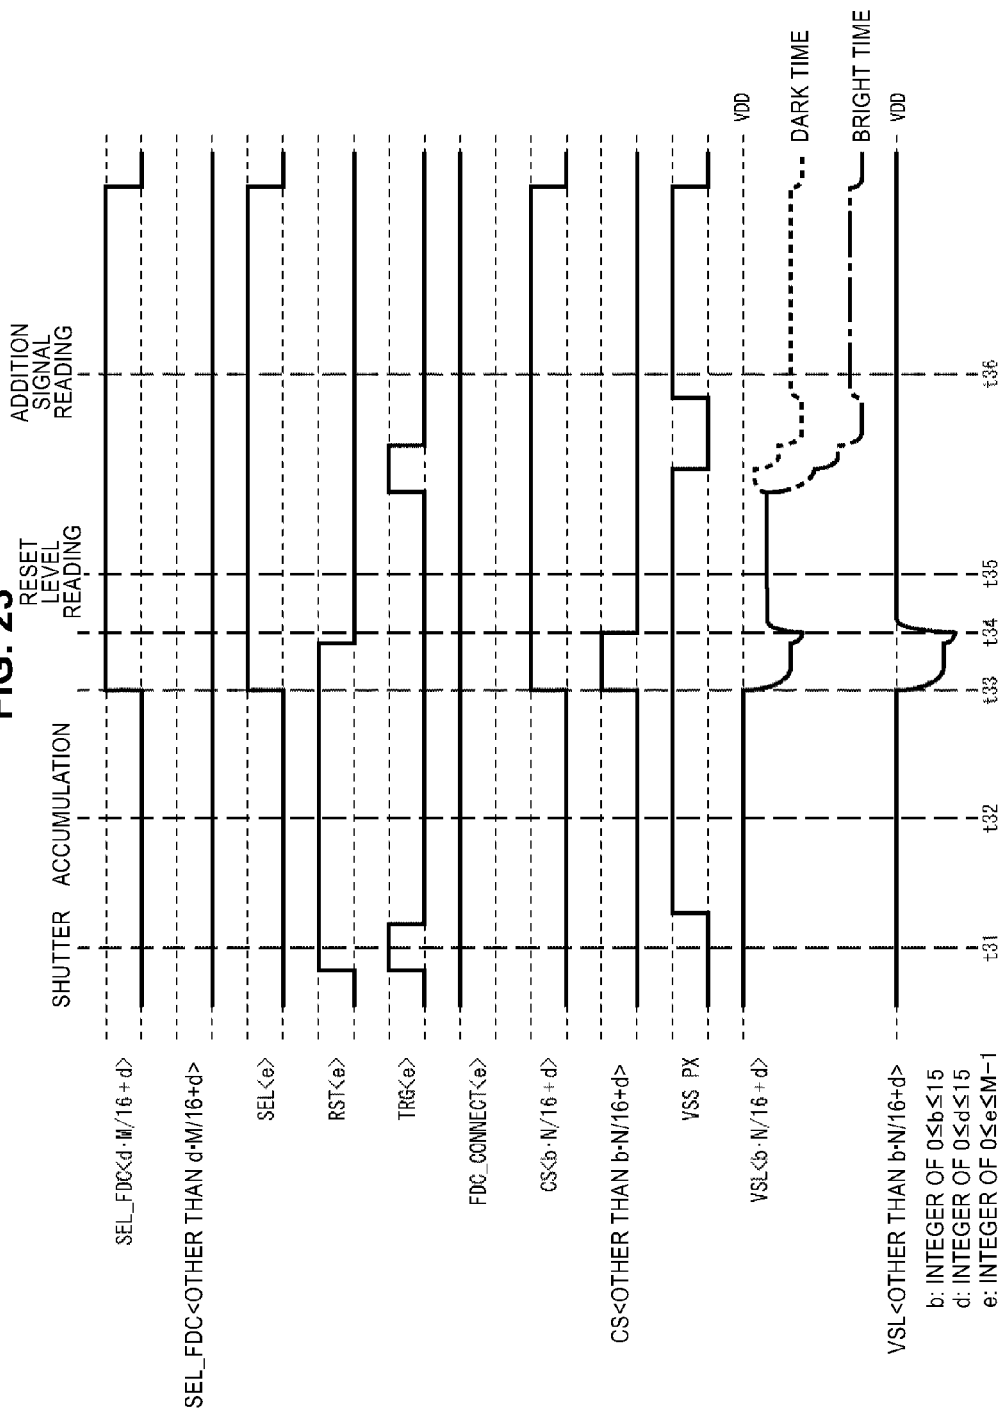 FIG. 23
SHUTTER
ACCUMULATION
RESET
LEVEL
READING
ADDITION
SIGNAL
READING
SEL_FDC<d·M/16+d>
SEL_FDC<OTHER THAN d·M/16+d>
SEL<e>
RST<e>
TRG<e>
FDC_CONNECT<e>
CS<b·N/16+d>
CS<OTHER THAN b·N/16+d>
VSS PX
VSL<b·N/16+d>
VDD
DARK TIME
BRIGHT TIME
VSL<OTHER THAN b·N/16+d>
VDD
t31
t32
t33
t34
t35
t36
b: INTEGER OF 0≤b≤15
d: INTEGER OF 0≤d≤15
e: INTEGER OF 0≤e≤M-1